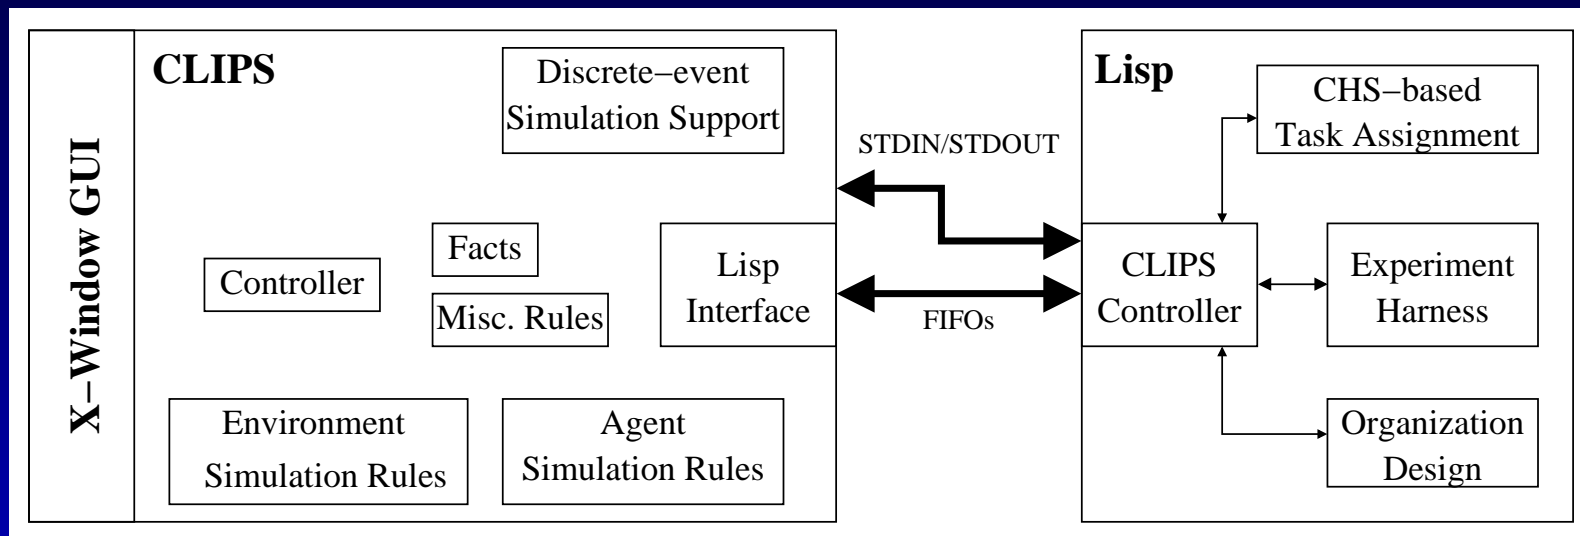 X−Window GUI
CLIPS
Discrete−event
Simulation Support
Controller
Facts
Misc. Rules
Lisp
Interface
Environment
Simulation Rules
Agent
Simulation Rules
STDIN/STDOUT
FIFOs
Lisp
CHS−based
Task Assignment
CLIPS
Controller
Experiment
Harness
Organization
Design